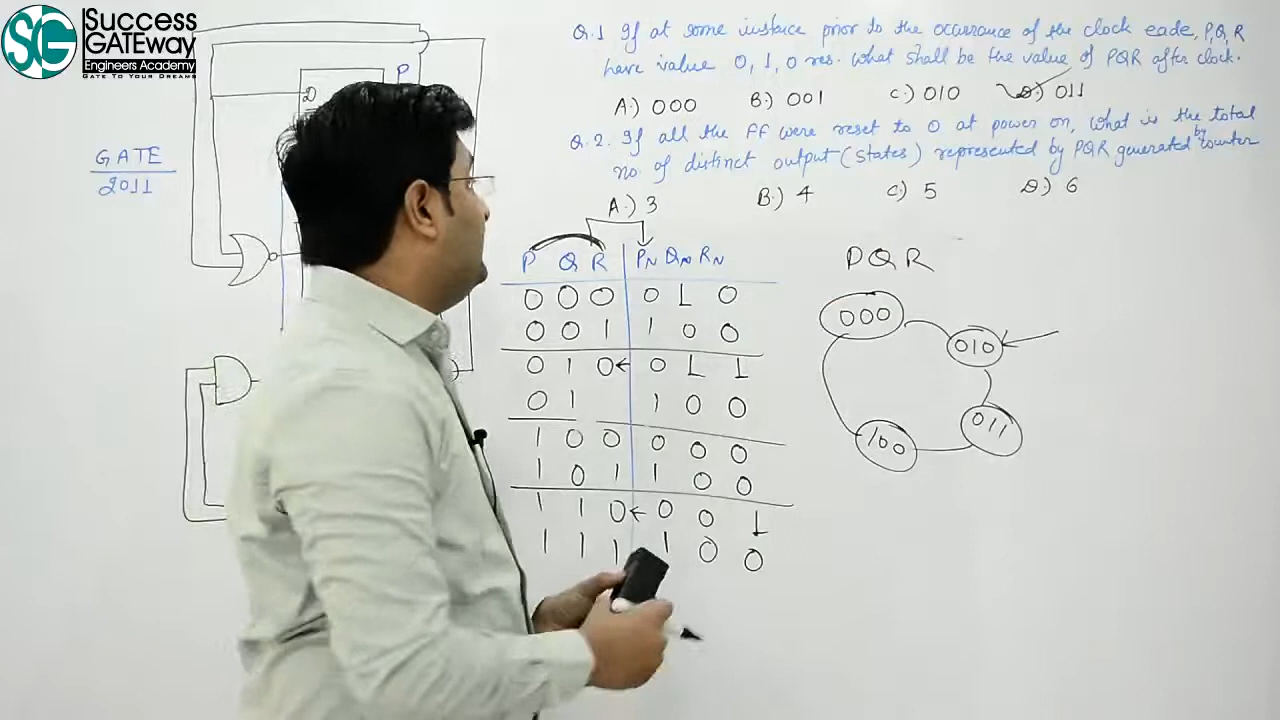 Success
GATEway
Engineers Academy
GATE TO YOUR DREAMS
SG
GATE
2011
D
P
Q.1 If at some instance prior to the occurance of the clock eade, P, Q, R
have value 0, 1, 0 res. what shall be the value of PQR after clock.
A.) 000 B.) 001 C.) 010 D.) 011
Q.2. If all the FF were reset to 0 at power on, what is the total
no. of distinct output (states) represented by PQR generated by counter
A.) 3 B.) 4 C.) 5 D.) 6
P Q R PN QN RN
0 0 0 0 1 0
0 0 1 1 0 0
0 1 0 0 1 1
0 1 1 0 0
1 0 0 0 0 0
1 0 1 1 0 0
1 1 0 0 0 1
1 1 1 1 0 0
PQR
000
010
011
100